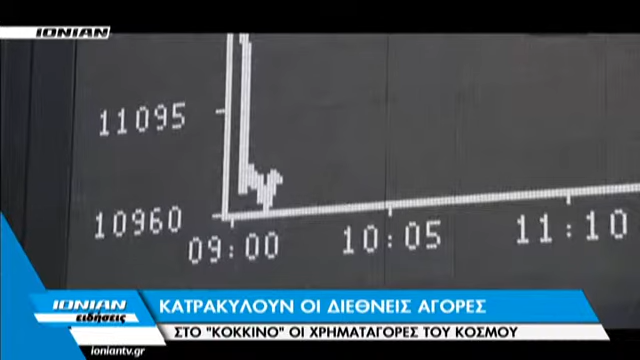 IONIAN
11095
10960
09:00 10:05 11:10
IONIAN
ειδήσεις
ΚΑΤΡΑΚΥΛΟΥΝ ΟΙ ΔΙΕΘΝΕΙΣ ΑΓΟΡΕΣ
ΣΤΟ "ΚΟΚΚΙΝΟ" ΟΙ ΧΡΗΜΑΤΑΓΟΡΕΣ ΤΟΥ ΚΟΣΜΟΥ
ioniantv.gr